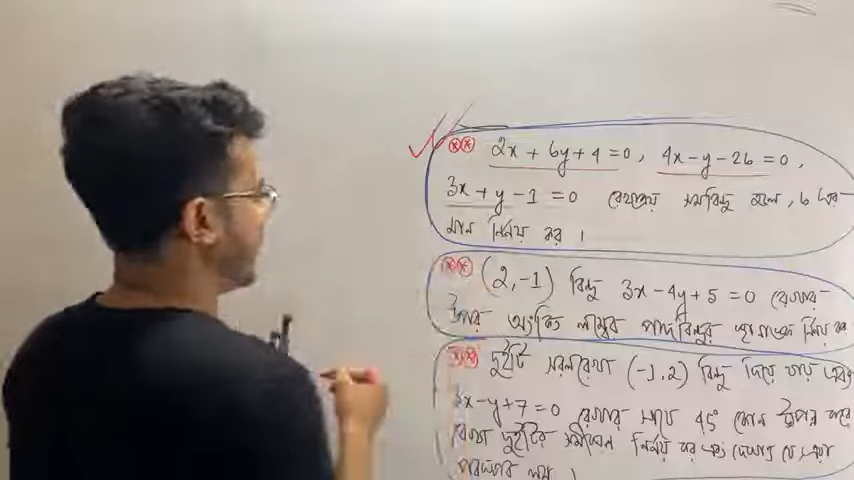 2x + 6y + 4 = 0, 4x - y - 26 = 0,
3x + y - 1 = 0 রেখাত্রয় সমবিন্দু হলে, b এর
মান নির্ণয় কর ।
(2, -1) বিন্দু 3x - 4y + 5 = 0 রেখার
উপর অংকিত লম্বের পাদবিন্দুর স্থানাঙ্ক নির্ণয় কর
দুইটি সরলরেখা (-1, 2) বিন্দু দিয়ে যায় এবং
3x - y + 7 = 0 রেখার সাথে 45° কোন উৎপন্ন করে
রেখা দুইটির সমীকরন নির্ণয় কর এবং দেখাও যে, এরা
পরস্পর লম্ব ।